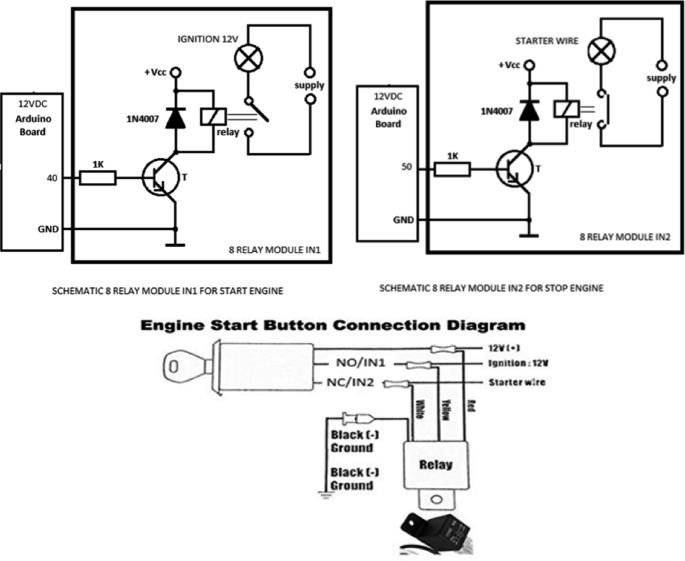 IGNITION 12V
+Vcc
supply
12VDC
Arduino
Board
1N4007
relay
1K
40
T
GND
8 RELAY MODULE IN1
SCHEMATIC 8 RELAY MODULE IN1 FOR START ENGINE
STARTER WIRE
+Vcc
supply
12VDC
Arduino
Board
1N4007
relay
1K
50
T
GND
8 RELAY MODULE IN2
SCHEMATIC 8 RELAY MODULE IN2 FOR STOP ENGINE
Engine Start Button Connection Diagram
12V (+)
NO/IN1
Ignition : 12V
NC/IN2
Starter wire
White
Yellow
Red
Black (-)
Ground
Relay
Black (-)
Ground